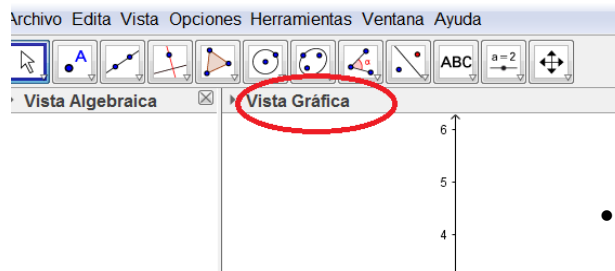 Archivo Edita Vista Opciones Herramientas Ventana Ayuda
A α ABC a=2
Vista Algebraica Vista Gráfica
6
5
4